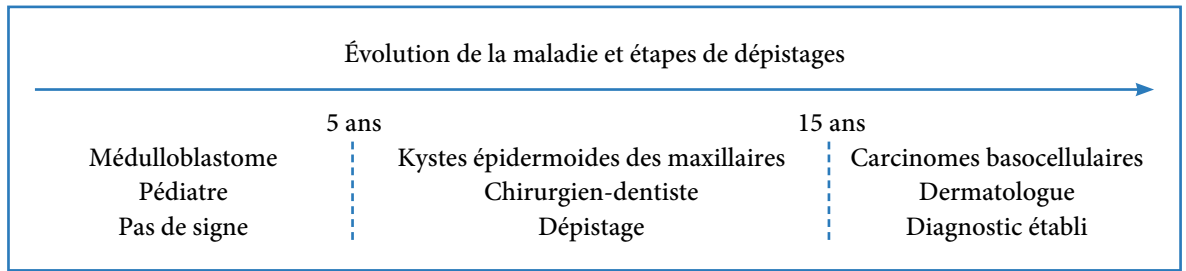 Évolution de la maladie et étapes de dépistages
5 ans
15 ans
Médulloblastome
Pédiatre
Pas de signe
Kystes épidermoides des maxillaires
Chirurgien-dentiste
Dépistage
Carcinomes basocellulaires
Dermatologue
Diagnostic établi